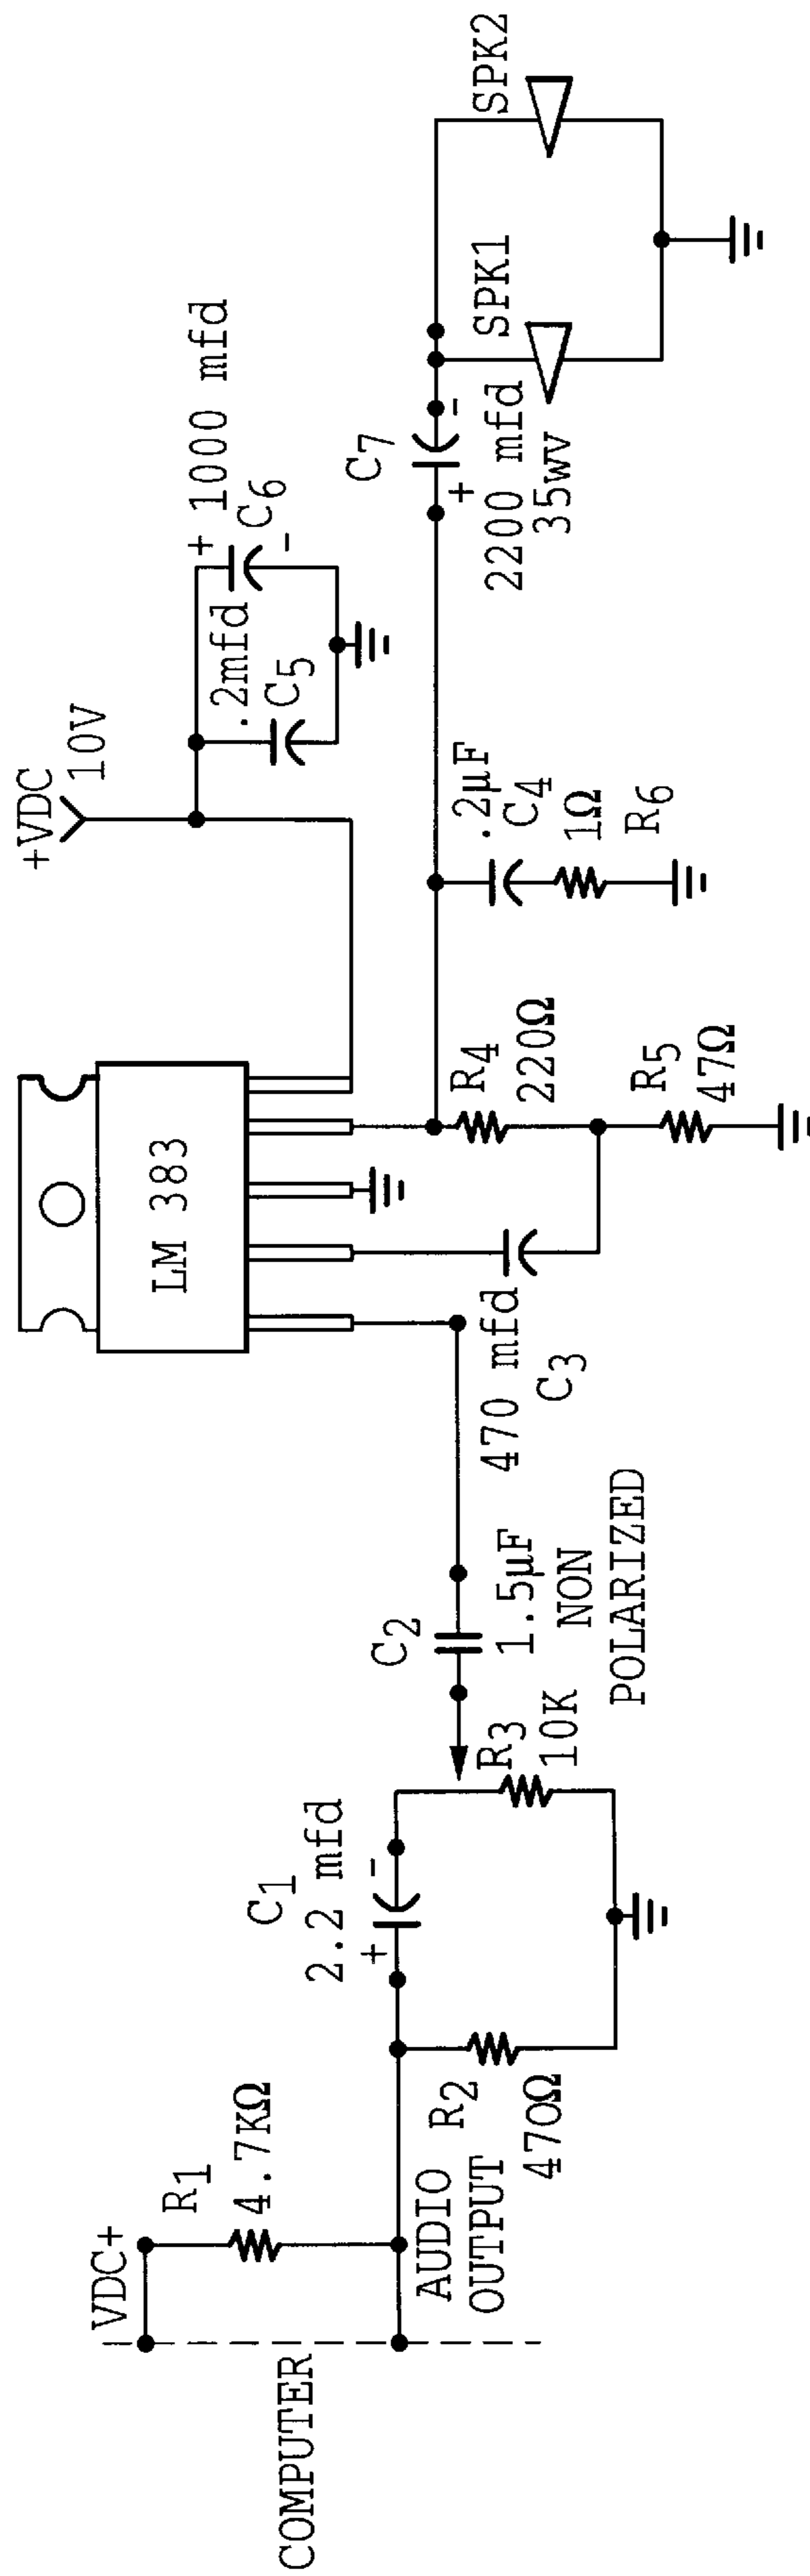 COMPUTER
VDC+
R1
4.7KΩ
AUDIO
OUTPUT
R2
470Ω
C1
2.2 mfd
+
-
R3
10K
C2
1.5µF
NON
POLARIZED
LM 383
470 mfd
C3
R4
220Ω
R5
47Ω
+VDC
10V
.2mfd
C5
+
1000 mfd
C6
-
.2µF
C4
1Ω
R6
C7
+
-
2200 mfd
35wv
SPK1
SPK2